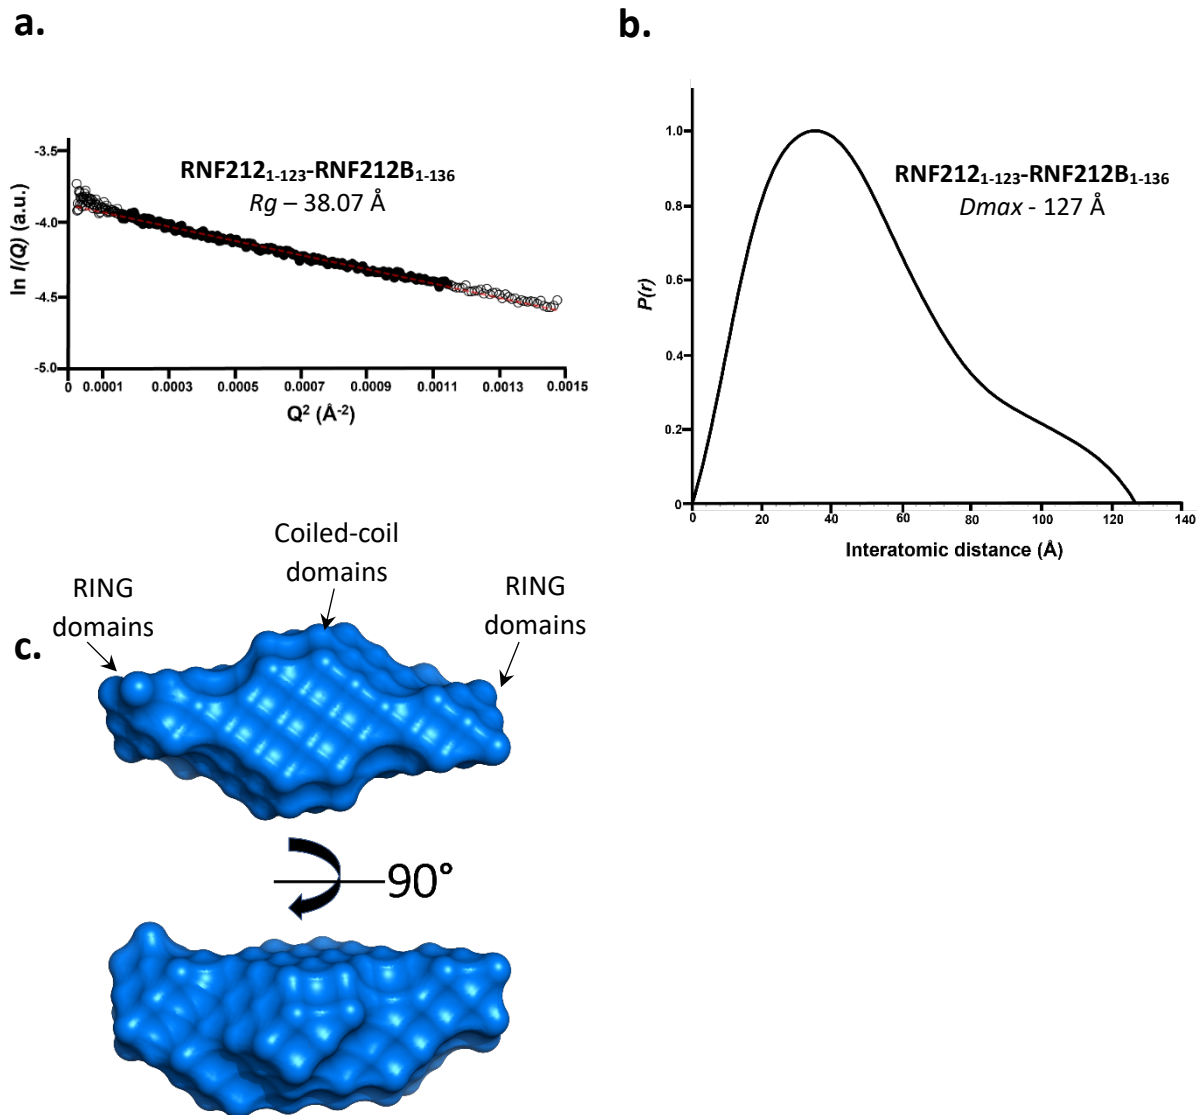 a.
RNF212₁₋₁₂₃-RNF212B₁₋₁₃₆
Rg – 38.07 Å
ln I(Q) (a.u.)
-3.5
-4.0
-4.5
-5.0
0 0.0001 0.0003 0.0005 0.0007 0.0009 0.0011 0.0013 0.0015
Q² (Å⁻²)
b.
RNF212₁₋₁₂₃-RNF212B₁₋₁₃₆
Dmax - 127 Å
P(r)
1.0
0.8
0.6
0.4
0.2
0
0 20 40 60 80 100 120 140
Interatomic distance (Å)
c.
Coiled-coil
domains
RING
domains
RING
domains
90°